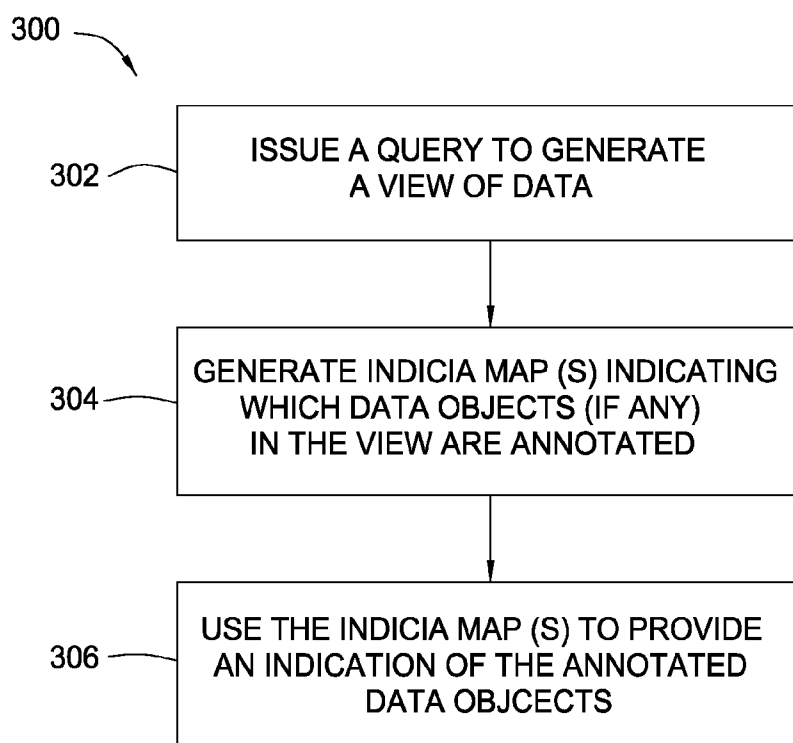 300
302
ISSUE A QUERY TO GENERATE
A VIEW OF DATA
304
GENERATE INDICIA MAP (S) INDICATING
WHICH DATA OBJECTS (IF ANY)
IN THE VIEW ARE ANNOTATED
306
USE THE INDICIA MAP (S) TO PROVIDE
AN INDICATION OF THE ANNOTATED
DATA OBJCECTS